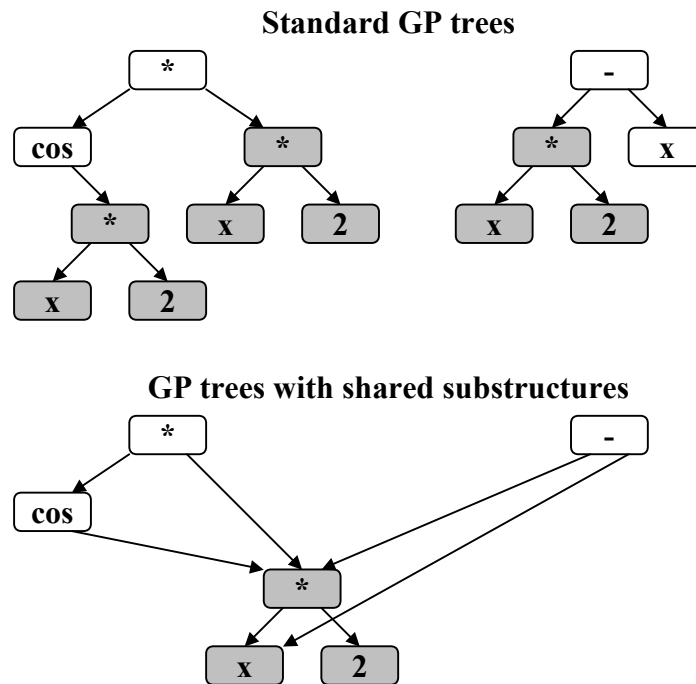 Standard GP trees
* -
cos * * x
* x 2 x 2
x 2
GP trees with shared substructures
* -
cos
*
x 2